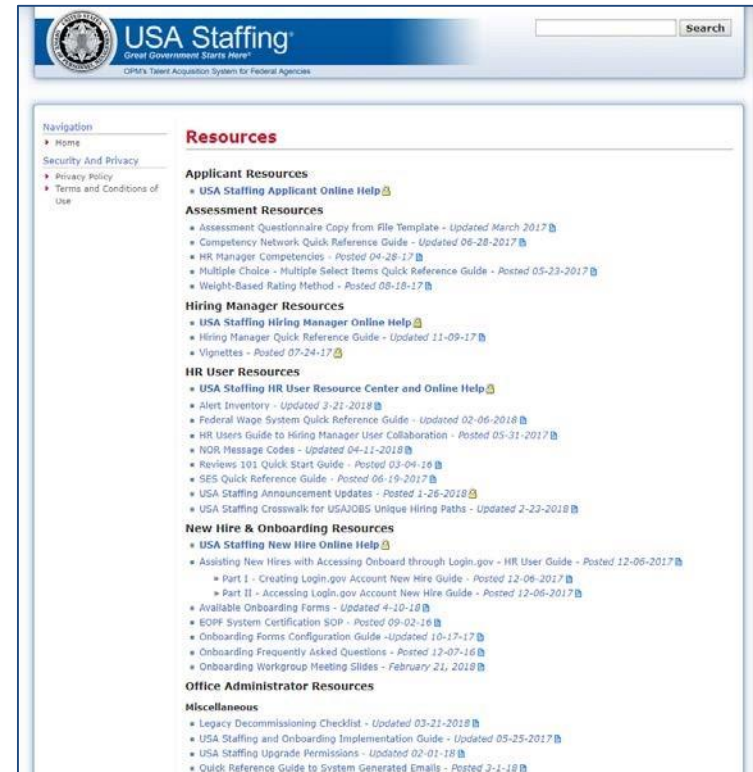 USA Staffing®
Great Government Starts Here®
OPM's Talent Acquisition System for Federal Agencies
Search
Navigation
Home
Security And Privacy
Privacy Policy
Terms and Conditions of
Use
Resources
Applicant Resources
USA Staffing Applicant Online Help
Assessment Resources
Assessment Questionnaire Copy from File Template - Updated March 2017
Competency Network Quick Reference Guide - Updated 06-28-2017
HR Manager Competencies - Posted 04-28-17
Multiple Choice - Multiple Select Items Quick Reference Guide - Posted 05-23-2017
Weight-Based Rating Method - Posted 08-18-17
Hiring Manager Resources
USA Staffing Hiring Manager Online Help
Hiring Manager Quick Reference Guide - Updated 11-09-17
Vignettes - Posted 07-24-17
HR User Resources
USA Staffing HR User Resource Center and Online Help
Alert Inventory - Updated 3-21-2018
Federal Wage System Quick Reference Guide - Updated 02-06-2018
HR Users Guide to Hiring Manager User Collaboration - Posted 05-31-2017
NOR Message Codes - Updated 04-11-2018
Reviews 101 Quick Start Guide - Posted 03-04-16
SES Quick Reference Guide - Posted 06-19-2017
USA Staffing Announcement Updates - Posted 1-26-2018
USA Staffing Crosswalk for USAJOBS Unique Hiring Paths - Updated 2-23-2018
New Hire & Onboarding Resources
USA Staffing New Hire Online Help
Assisting New Hires with Accessing Onboard through Login.gov - HR User Guide - Posted 12-06-2017
Part I - Creating Login.gov Account New Hire Guide - Posted 12-06-2017
Part II - Accessing Login.gov Account New Hire Guide - Posted 12-06-2017
Available Onboarding Forms - Updated 4-10-18
EOPF System Certification SOP - Posted 09-02-16
Onboarding Forms Configuration Guide -Updated 10-17-17
Onboarding Frequently Asked Questions - Posted 12-07-16
Onboarding Workgroup Meeting Slides - February 21, 2018
Office Administrator Resources
Miscellaneous
Legacy Decommissioning Checklist - Updated 03-21-2018
USA Staffing and Onboarding Implementation Guide - Updated 05-25-2017
USA Staffing Upgrade Permissions - Updated 02-01-18
Quick Reference Guide to System Generated Emails - Posted 3-1-18